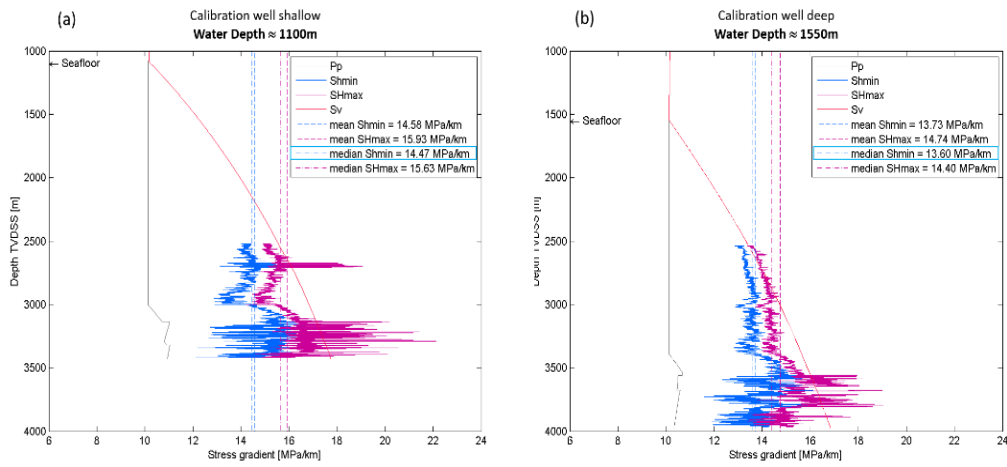 (a)
Calibration well shallow
Water Depth ≈ 1100m
1000
1500
2000
2500
3000
3500
4000
Depth TVDSS [m]
← Seafloor
Pp
Shmin
SHmax
Sv
mean Shmin = 14.58 MPa/km
mean SHmax = 15.93 MPa/km
median Shmin = 14.47 MPa/km
median SHmax = 15.63 MPa/km
6 8 10 12 14 16 18 20 22 24
Stress gradient [MPa/km]
(b)
Calibration well deep
Water Depth ≈ 1550m
1000
1500
2000
2500
3000
3500
4000
Depth TVDSS [m]
← Seafloor
Pp
Shmin
SHmax
Sv
mean Shmin = 13.73 MPa/km
mean SHmax = 14.74 MPa/km
median Shmin = 13.60 MPa/km
median SHmax = 14.40 MPa/km
6 8 10 12 14 16 18 20 22 24
Stress gradient [MPa/km]